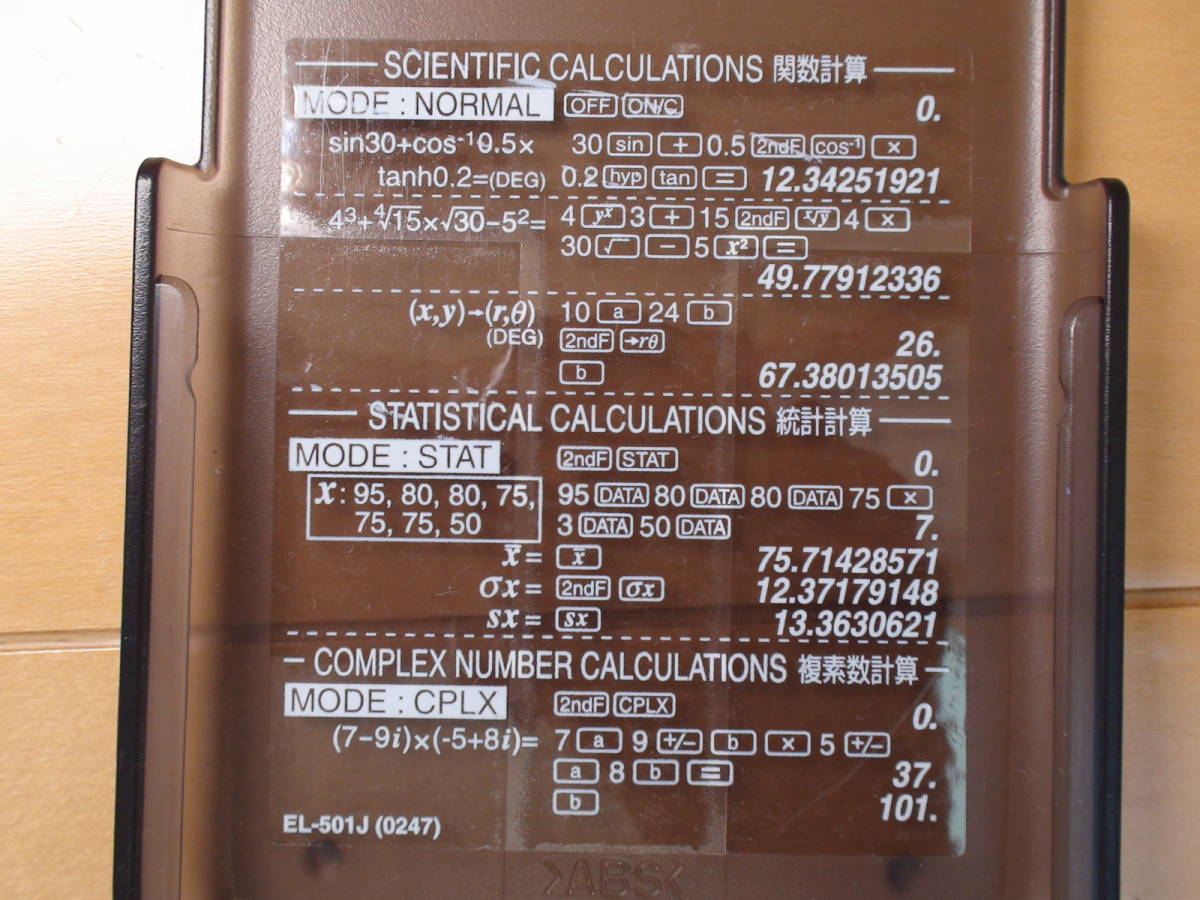 SCIENTIFIC CALCULATIONS 関数計算
MODE : NORMAL OFF ON/C 0.
sin30+cos⁻¹0.5× 30 sin + 0.5 2ndF cos⁻¹ ×
tanh0.2=(DEG) 0.2 hyp tan = 12.34251921
4³+⁴√15×√30−5²= 4 yˣ 3 + 15 2ndF ˣ√y 4 ×
30 √ − 5 x² =
49.77912336
(x,y)→(r,θ) 10 a 24 b
(DEG) 2ndF →rθ 26.
b 67.38013505
STATISTICAL CALCULATIONS 統計計算
MODE : STAT 2ndF STAT 0.
x : 95, 80, 80, 75, 95 DATA 80 DATA 80 DATA 75 ×
75, 75, 50 3 DATA 50 DATA 7.
x̄= x̄ 75.71428571
σx= 2ndF σx 12.37179148
sx= sx 13.3630621
COMPLEX NUMBER CALCULATIONS 複素数計算
MODE : CPLX 2ndF CPLX 0.
(7−9i)×(-5+8i)= 7 a 9 +/− b × 5 +/−
a 8 b = 37.
b 101.
EL-501J (0247)
>ABS<